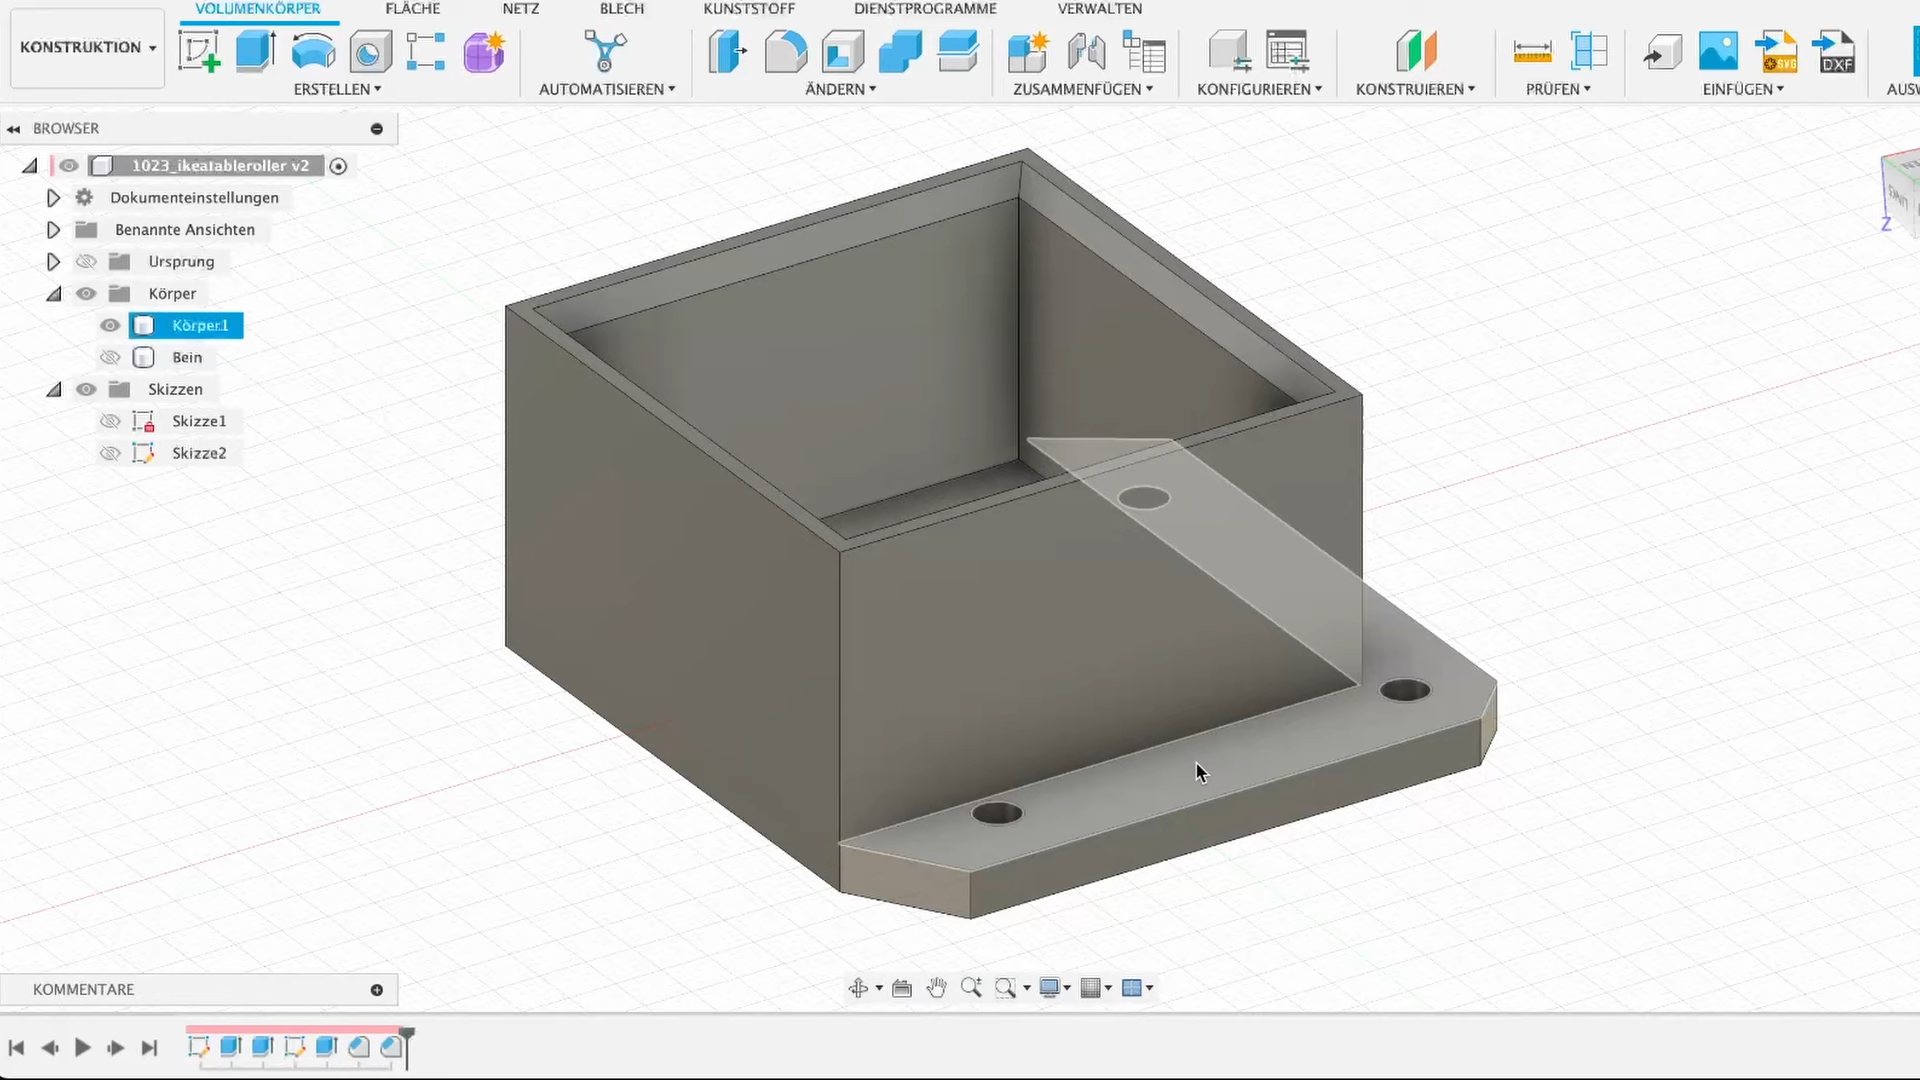 VOLUMENKÖRPER FLÄCHE NETZ BLECH KUNSTSTOFF DIENSTPROGRAMME VERWALTEN
KONSTRUKTION
SVG DXF
ERSTELLEN AUTOMATISIEREN ÄNDERN ZUSAMMENFÜGEN KONFIGURIEREN KONSTRUIEREN PRÜFEN EINFÜGEN AUSW
BROWSER
1023_ikeatableroller v2
Dokumenteinstellungen
Benannte Ansichten
Ursprung
Körper
Körper1
Bein
Skizzen
Skizze1
Skizze2
Z
KOMMENTARE